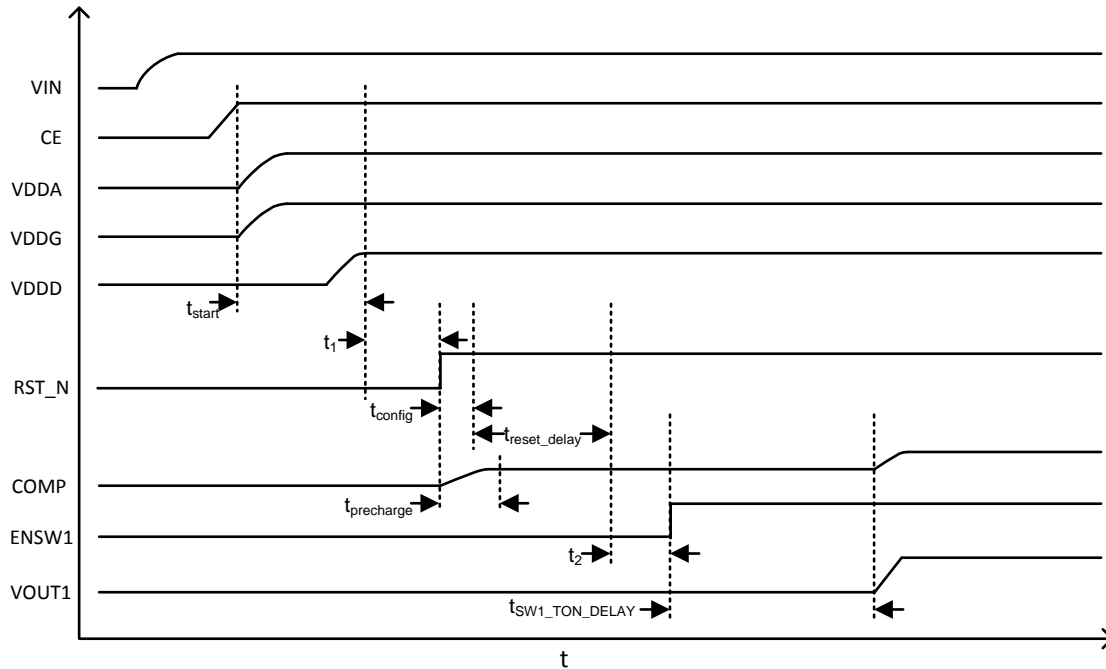 VIN
CE
VDDA
VDDG
VDDD
tstart
t1
RST_N
tconfig
treset_delay
COMP
tprecharge
ENSW1
t2
VOUT1
tSW1_TON_DELAY
t